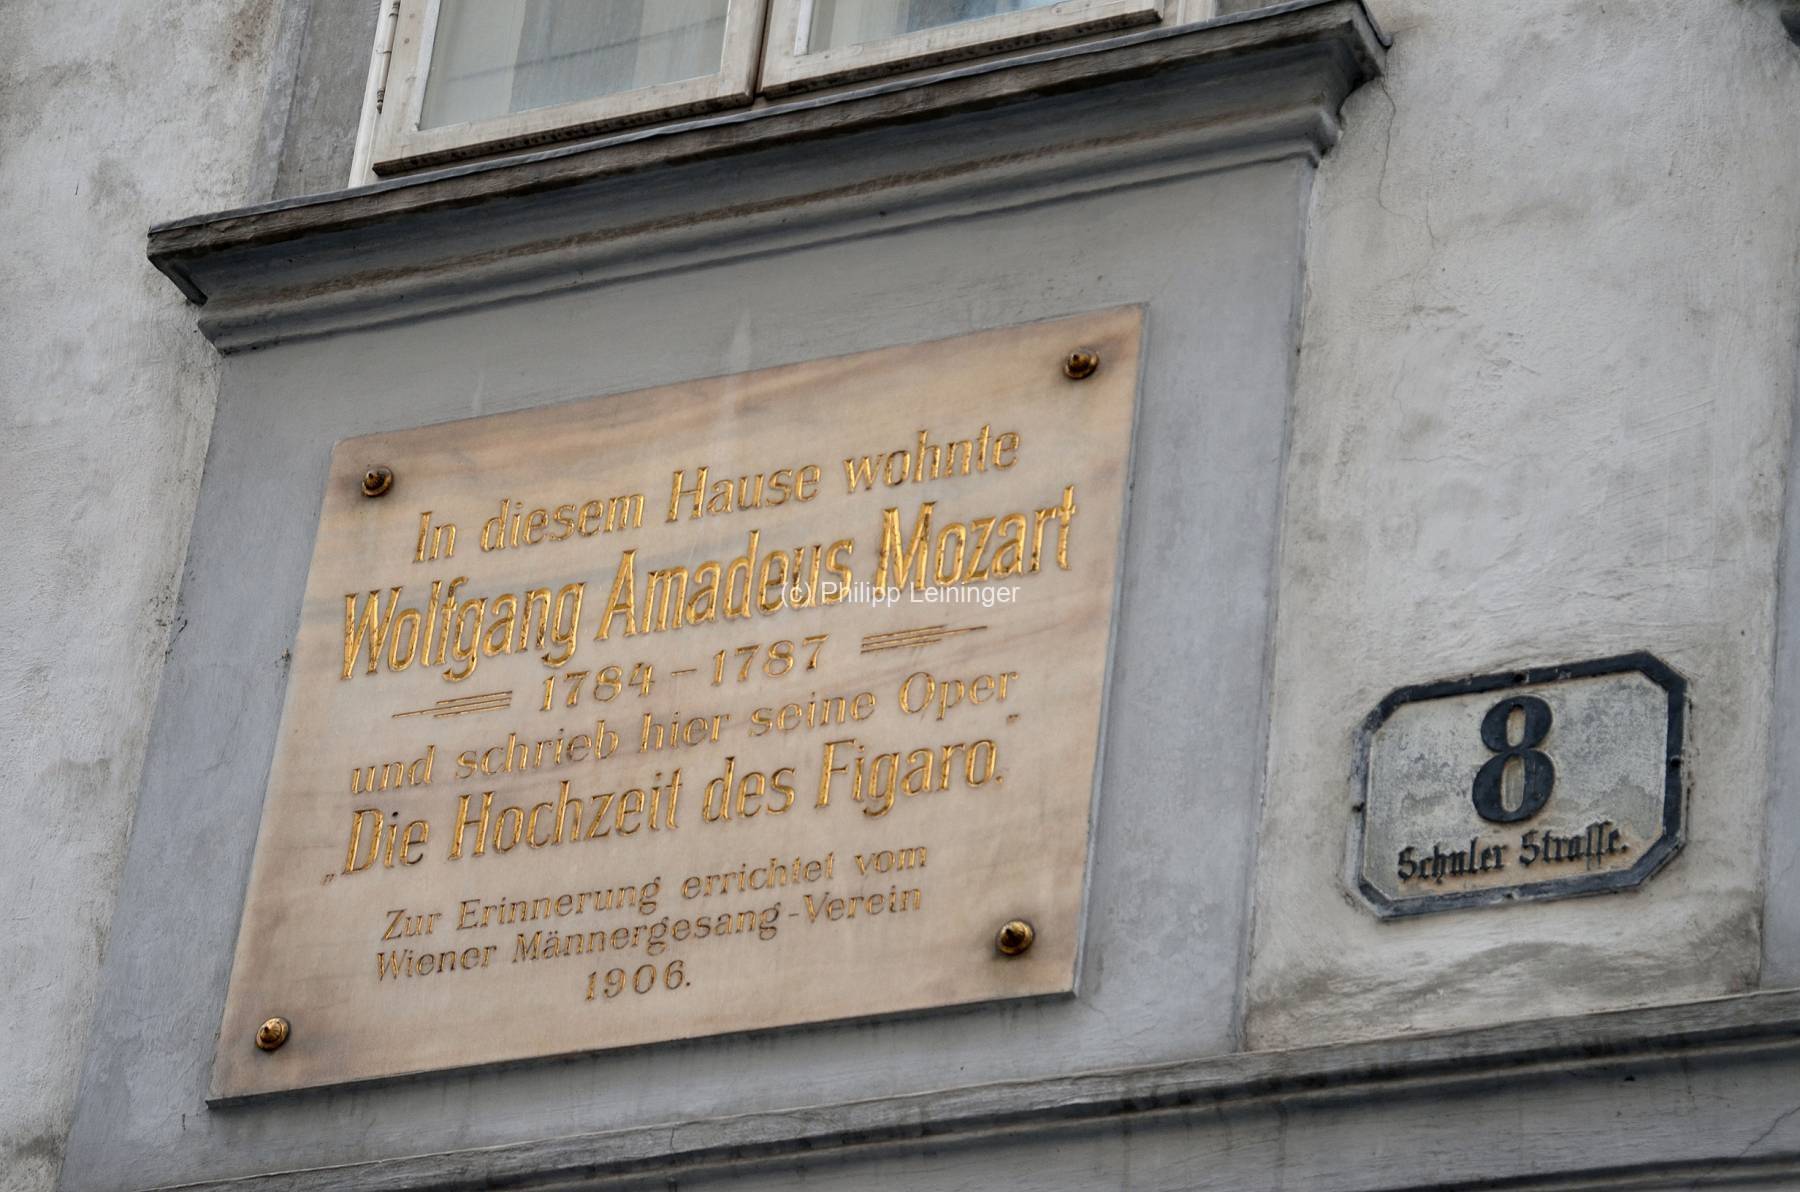 In diesem Hause wohnte
Wolfgang Amadeus Mozart
1784 – 1787
und schrieb hier seine Oper
„Die Hochzeit des Figaro.“
Zur Erinnerung errichtet vom
Wiener Männergesang-Verein
1906.
(c) Philipp Leininger
8
Schuler Strasse.